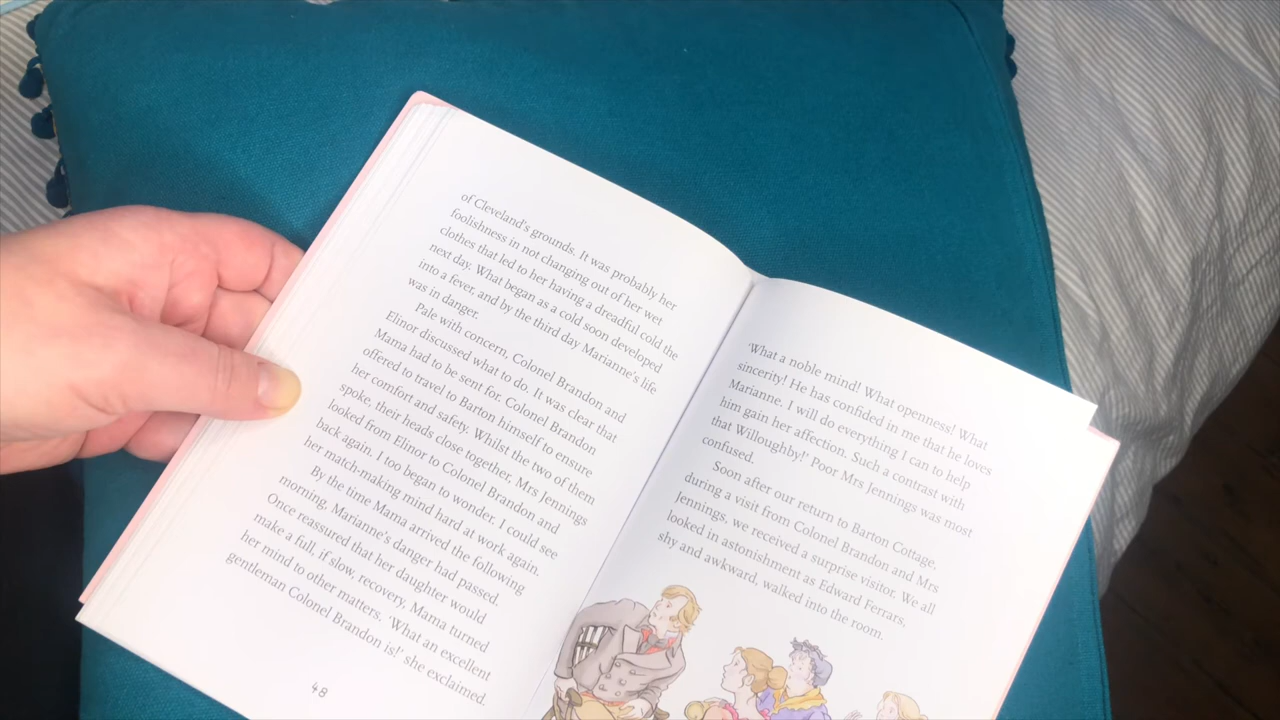 of Cleveland's grounds. It was probably her
foolishness in not changing out of her wet
clothes that led to her having a dreadful cold the
next day. What began as a cold soon developed
into a fever, and by the third day Marianne's life
was in danger.
Pale with concern, Colonel Brandon and
Elinor discussed what to do. It was clear that
Mama had to be sent for. Colonel Brandon
offered to travel to Barton himself to ensure
her comfort and safety. Whilst the two of them
spoke, their heads close together, Mrs Jennings
looked from Elinor to Colonel Brandon and
back again. I too began to wonder. I could see
her match-making mind hard at work again.
By the time Mama arrived the following
morning, Marianne's danger had passed.
Once reassured that her daughter would
make a full, if slow, recovery, Mama turned
her mind to other matters. 'What an excellent
gentleman Colonel Brandon is!' she exclaimed.
48
'What a noble mind! What openness! What
sincerity! He has confided in me that he loves
Marianne. I will do everything I can to help
him gain her affection. Such a contrast with
that Willoughby!' Poor Mrs Jennings was most
confused.
Soon after our return to Barton Cottage,
during a visit from Colonel Brandon and Mrs
Jennings, we received a surprise visitor. We all
looked in astonishment as Edward Ferrars,
shy and awkward, walked into the room.